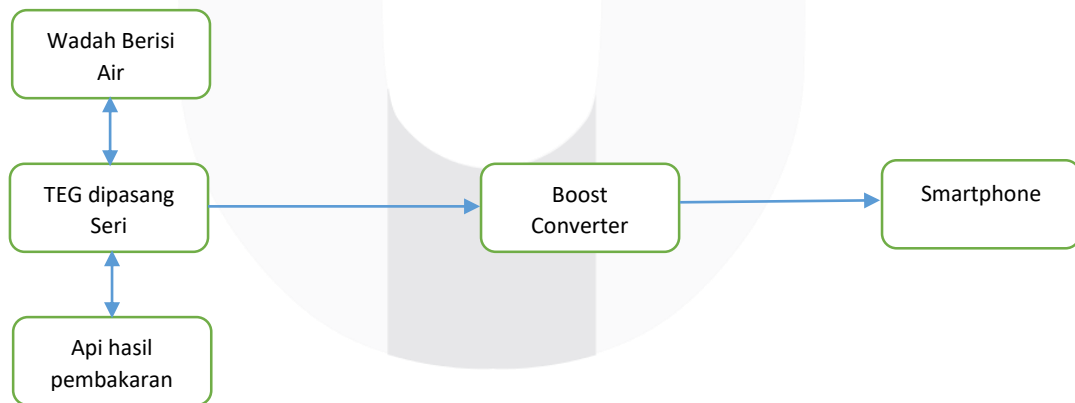 Wadah Berisi
Air
TEG dipasang
Seri
Boost
Converter
Smartphone
Api hasil
pembakaran